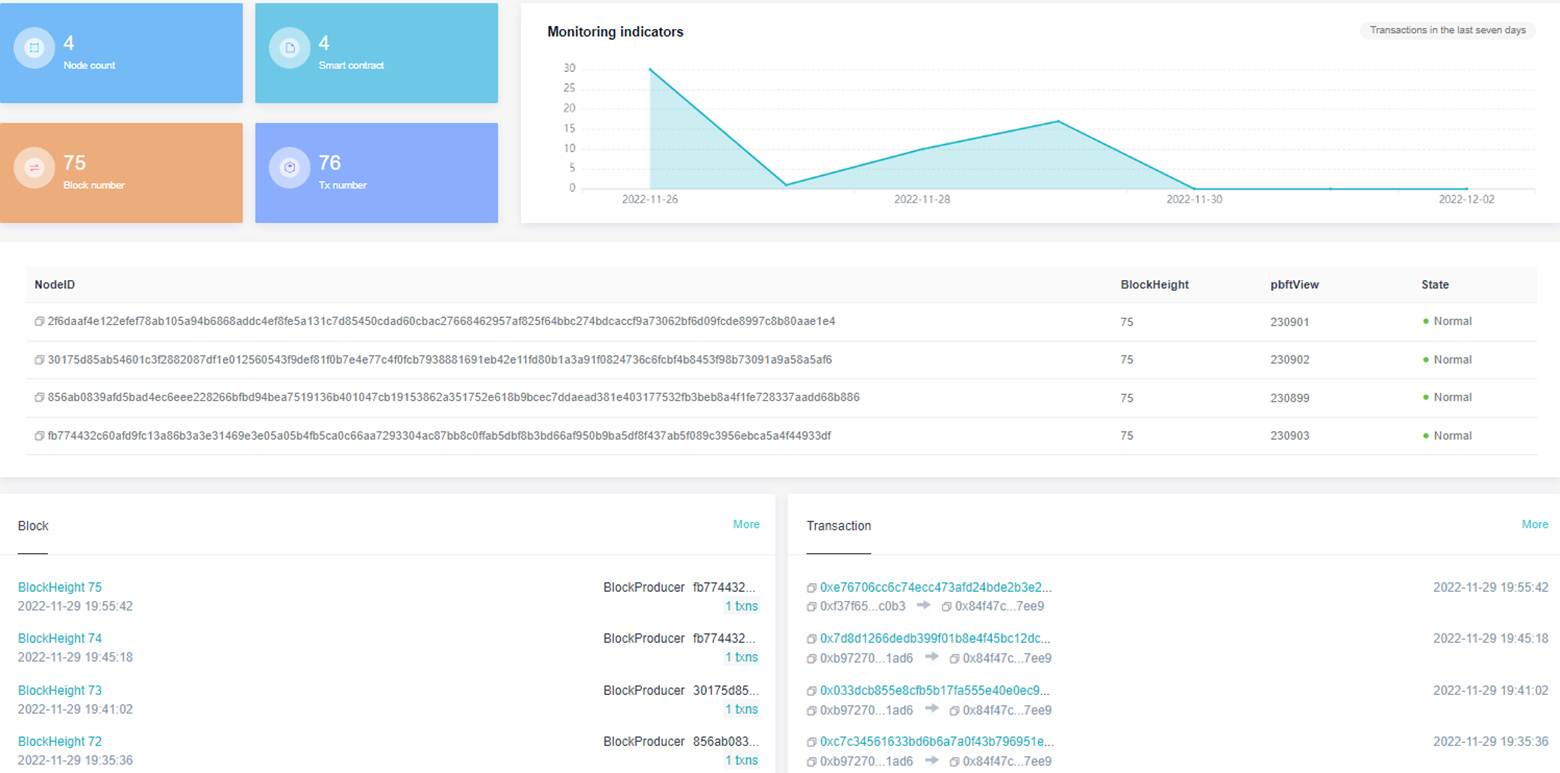 4
Node count
4
Smart contract
75
Block number
76
Tx number
Monitoring indicators
Transactions in the last seven days
30
25
20
15
10
5
0
2022-11-26 2022-11-28 2022-11-30 2022-12-02
NodeID BlockHeight pbftView State
2f6daaf4e122efef78ab105a94b6868addc4ef8fe5a131c7d85450cdad60cbac27668462957af825f64bbc274bdcaccf9a73062bf6d09fcde8997c8b80aae1e4 75 230901 Normal
30175d85ab54601c3f2882087df1e012560543f9def81f0b7e4e77c4f0fcb7938881691eb42e11fd80b1a3a91f0824736c6fcbf4b8453f98b73091a9a58a5af6 75 230902 Normal
856ab0839afd5bad4ec6eee228266bfbd94bea7519136b401047cb19153862a351752e618b9bcec7ddaead381e403177532fb3beb8a4f1fe728337aadd68b886 75 230899 Normal
fb774432c60afd9fc13a86b3a3e31469e3e05a05b4fb5ca0c66aa7293304ac87bb8c0ffab5dbf8b3bd66af950b9ba5df8f437ab5f089c3956ebca5a4f44933df 75 230903 Normal
Block More
BlockHeight 75 BlockProducer fb774432...
2022-11-29 19:55:42 1 txns
BlockHeight 74 BlockProducer fb774432...
2022-11-29 19:45:18 1 txns
BlockHeight 73 BlockProducer 30175d85...
2022-11-29 19:41:02 1 txns
BlockHeight 72 BlockProducer 856ab083...
2022-11-29 19:35:36 1 txns
Transaction More
0xe76706cc6c74ecc473afd24bde2b3e2... 2022-11-29 19:55:42
0xf37f65...c0b3 0x84f47c...7ee9
0x7d8d1266dedb399f01b8e4f45bc12dc... 2022-11-29 19:45:18
0xb97270...1ad6 0x84f47c...7ee9
0x033dcb855e8cfb5b17fa555e40e0ec9... 2022-11-29 19:41:02
0xb97270...1ad6 0x84f47c...7ee9
0xc7c34561633bd6b6a7a0f43b796951e... 2022-11-29 19:35:36
0xb97270...1ad6 0x84f47c...7ee9